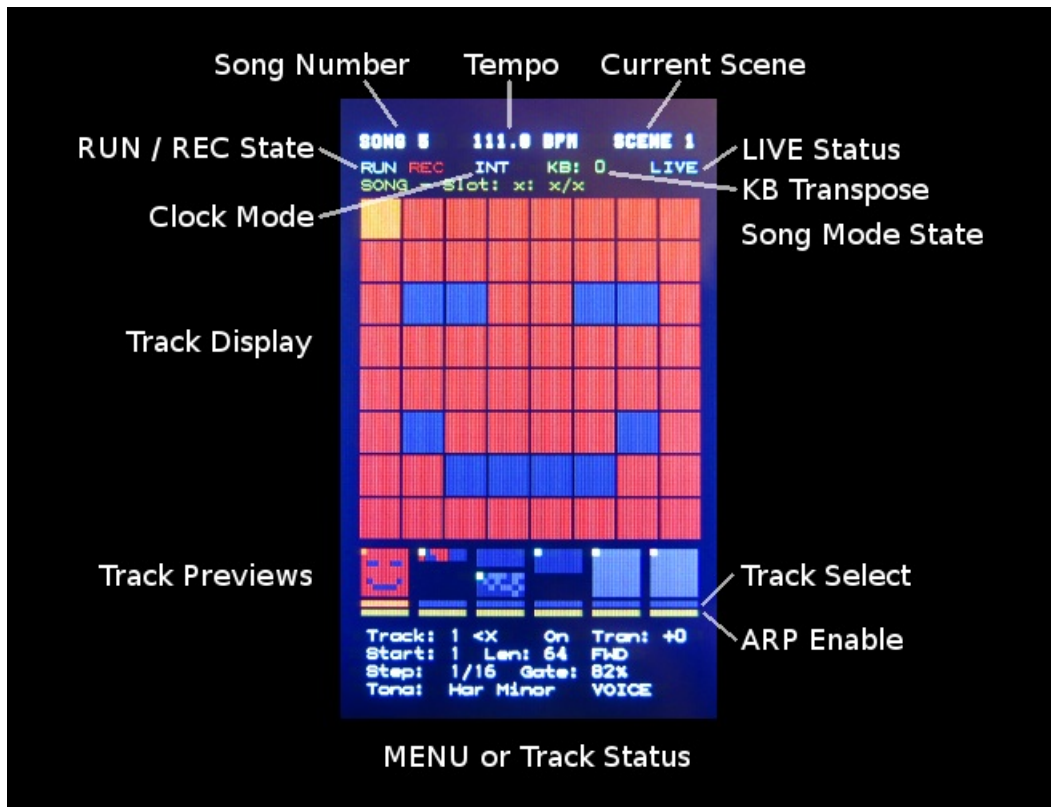 Song Number Tempo Current Scene
SONG 5 111.0 BPM SCENE 1
RUN / REC State
RUN REC INT KB: 0 LIVE
LIVE Status
SONG - Slot: x: x/x
KB Transpose
Clock Mode
Song Mode State
Track Display
Track Previews
Track Select
ARP Enable
Track: 1 <X On Tran: +0
Start: 1 Len: 64 FWD
Step: 1/16 Gate: 82%
Tona: Har Minor VOICE
MENU or Track Status